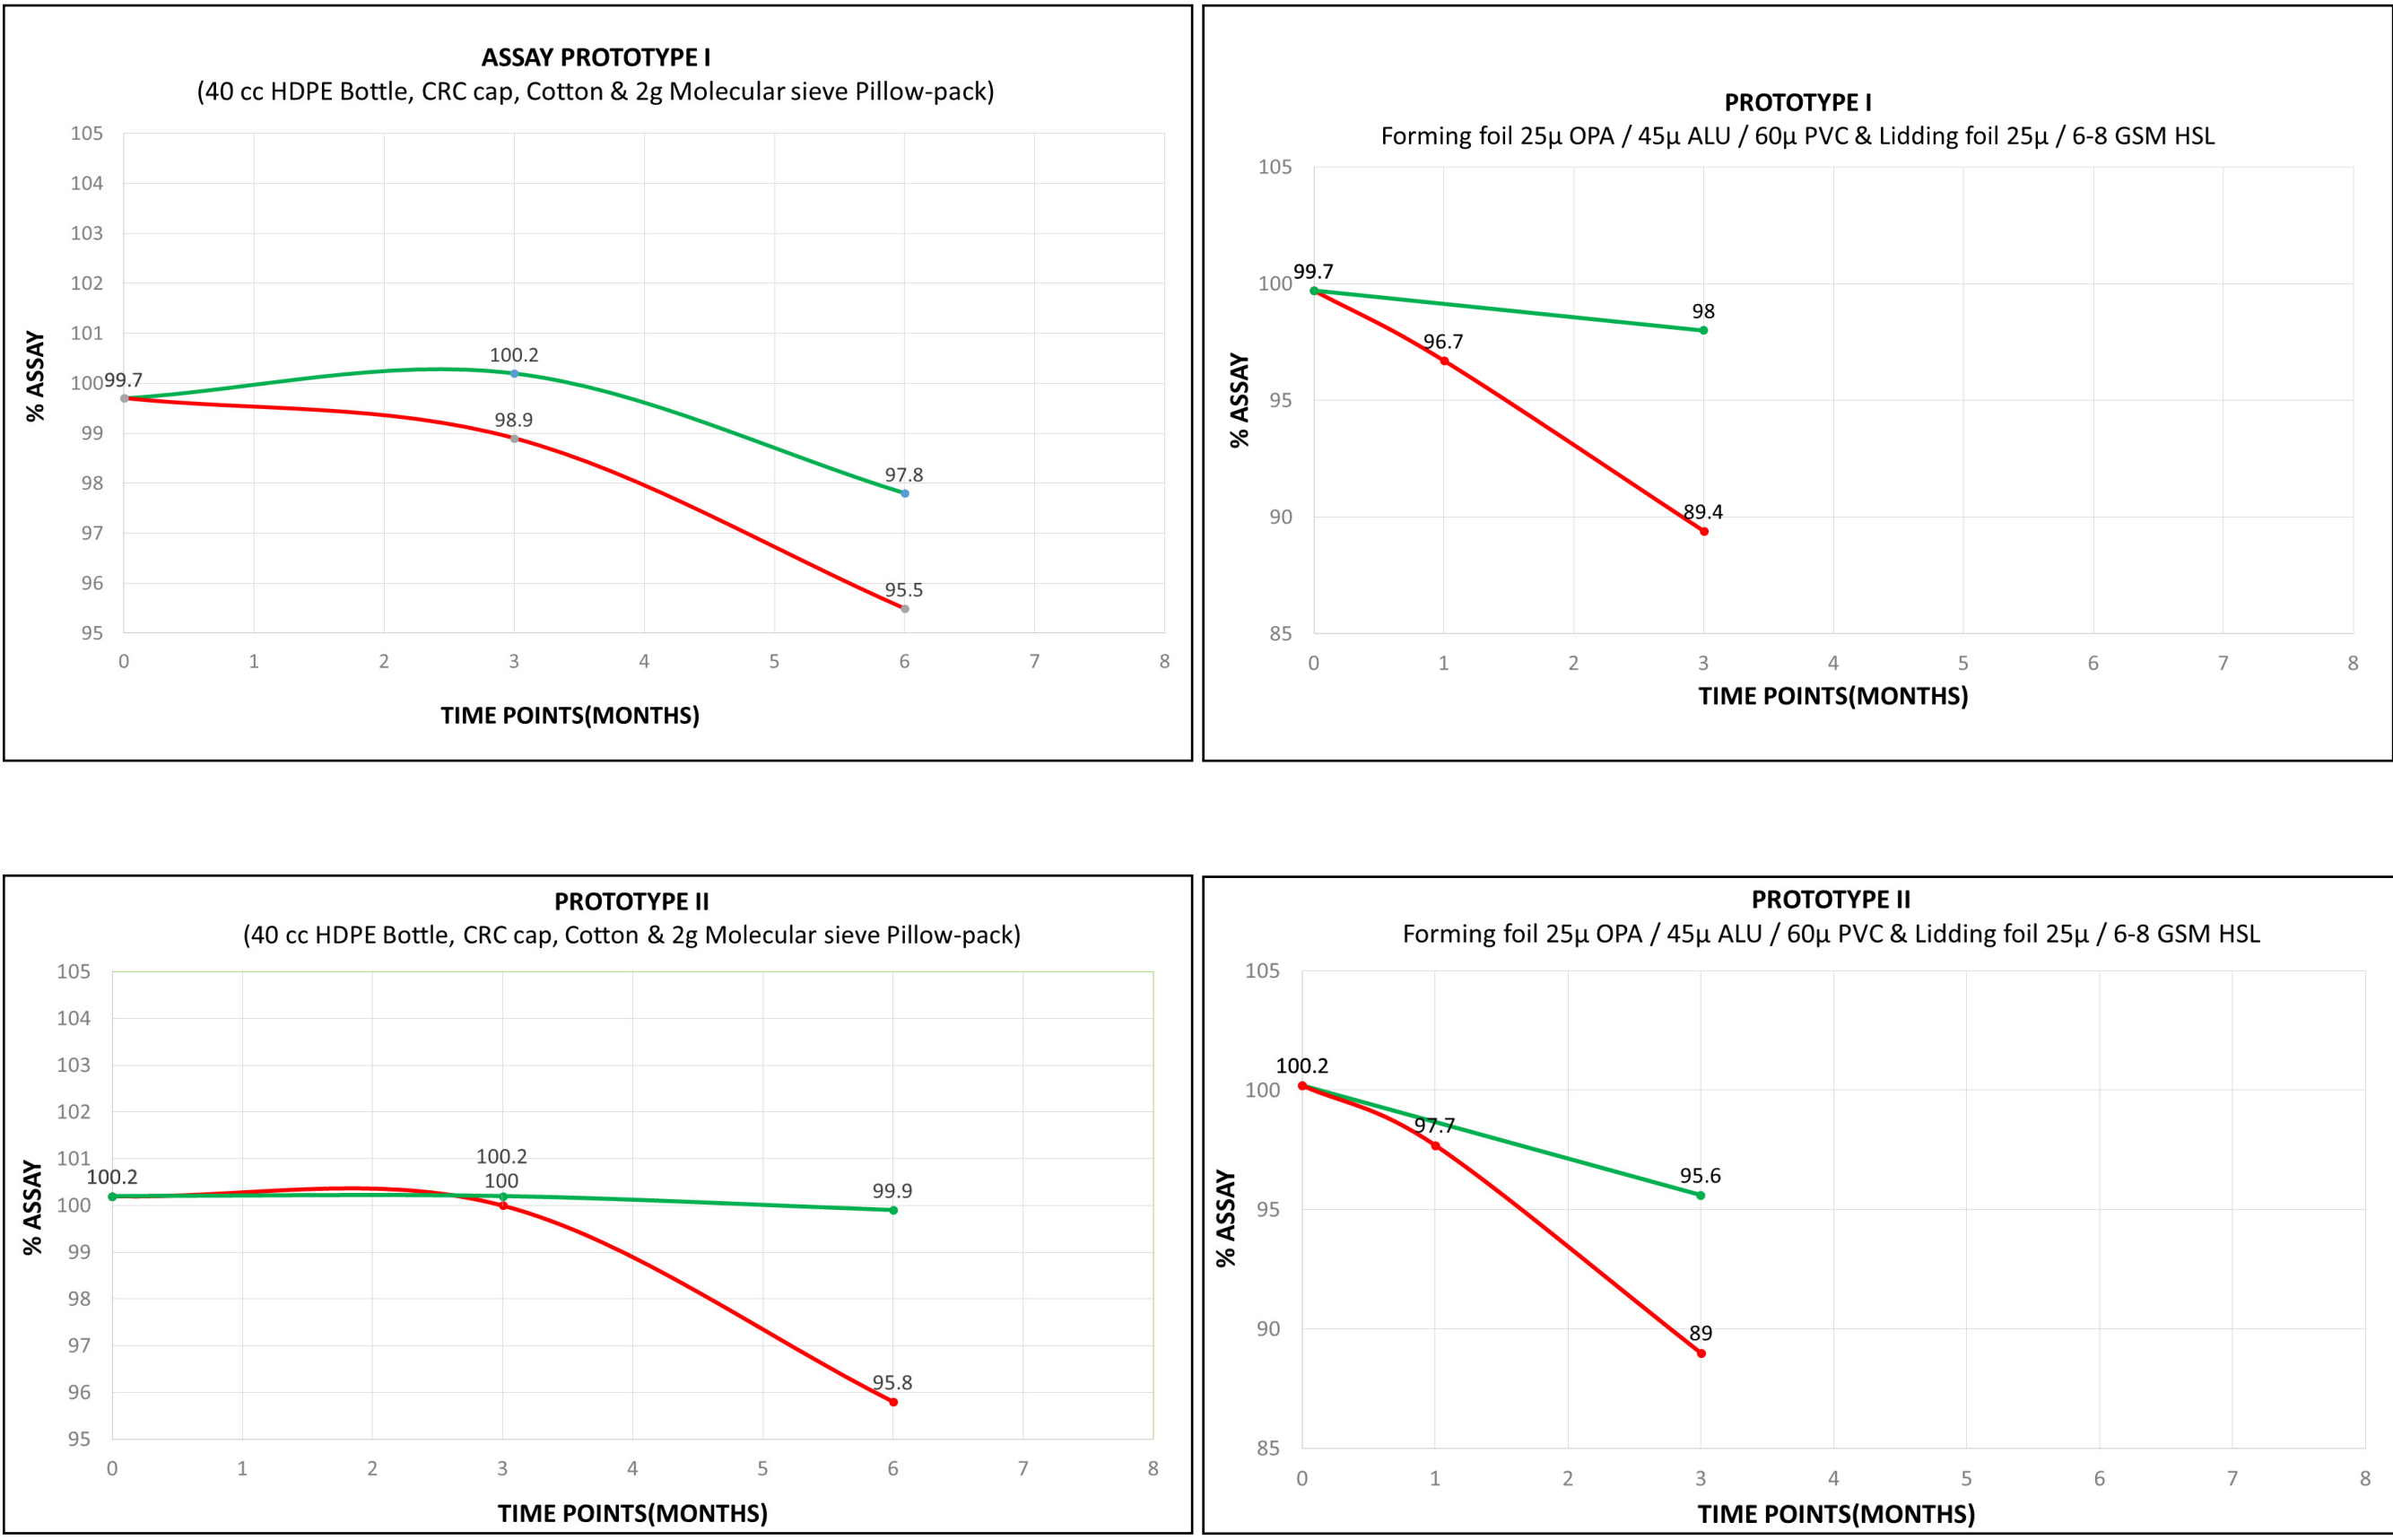 ASSAY PROTOTYPE I
(40 cc HDPE Bottle, CRC cap, Cotton & 2g Molecular sieve Pillow-pack)
105
104
103
102
101
100
99
98
97
96
95
% ASSAY
99.7
100.2
98.9
97.8
95.5
0 1 2 3 4 5 6 7 8
TIME POINTS(MONTHS)
PROTOTYPE I
Forming foil 25µ OPA / 45µ ALU / 60µ PVC & Lidding foil 25µ / 6-8 GSM HSL
105
100
95
90
85
% ASSAY
99.7
98
96.7
89.4
0 1 2 3 4 5 6 7 8
TIME POINTS(MONTHS)
PROTOTYPE II
(40 cc HDPE Bottle, CRC cap, Cotton & 2g Molecular sieve Pillow-pack)
105
104
103
102
101
100
99
98
97
96
95
% ASSAY
100.2
100.2
100
99.9
95.8
0 1 2 3 4 5 6 7 8
TIME POINTS(MONTHS)
PROTOTYPE II
Forming foil 25µ OPA / 45µ ALU / 60µ PVC & Lidding foil 25µ / 6-8 GSM HSL
105
100
95
90
85
% ASSAY
100.2
97.7
95.6
89
0 1 2 3 4 5 6 7 8
TIME POINTS(MONTHS)